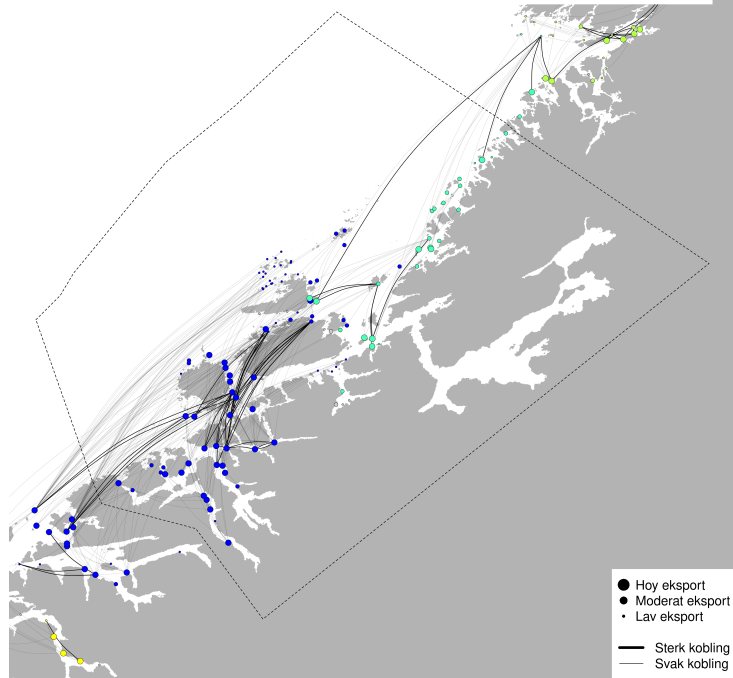 Hoy eksport
Moderat eksport
Lav eksport
Sterk kobling
Svak kobling